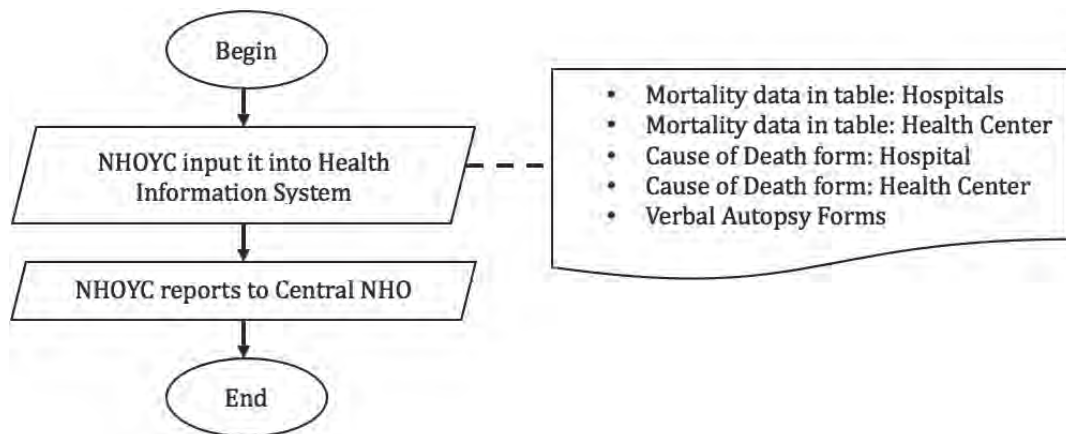 Begin
NHOYC input it into Health
Information System
• Mortality data in table: Hospitals
• Mortality data in table: Health Center
• Cause of Death form: Hospital
• Cause of Death form: Health Center
• Verbal Autopsy Forms
NHOYC reports to Central NHO
End